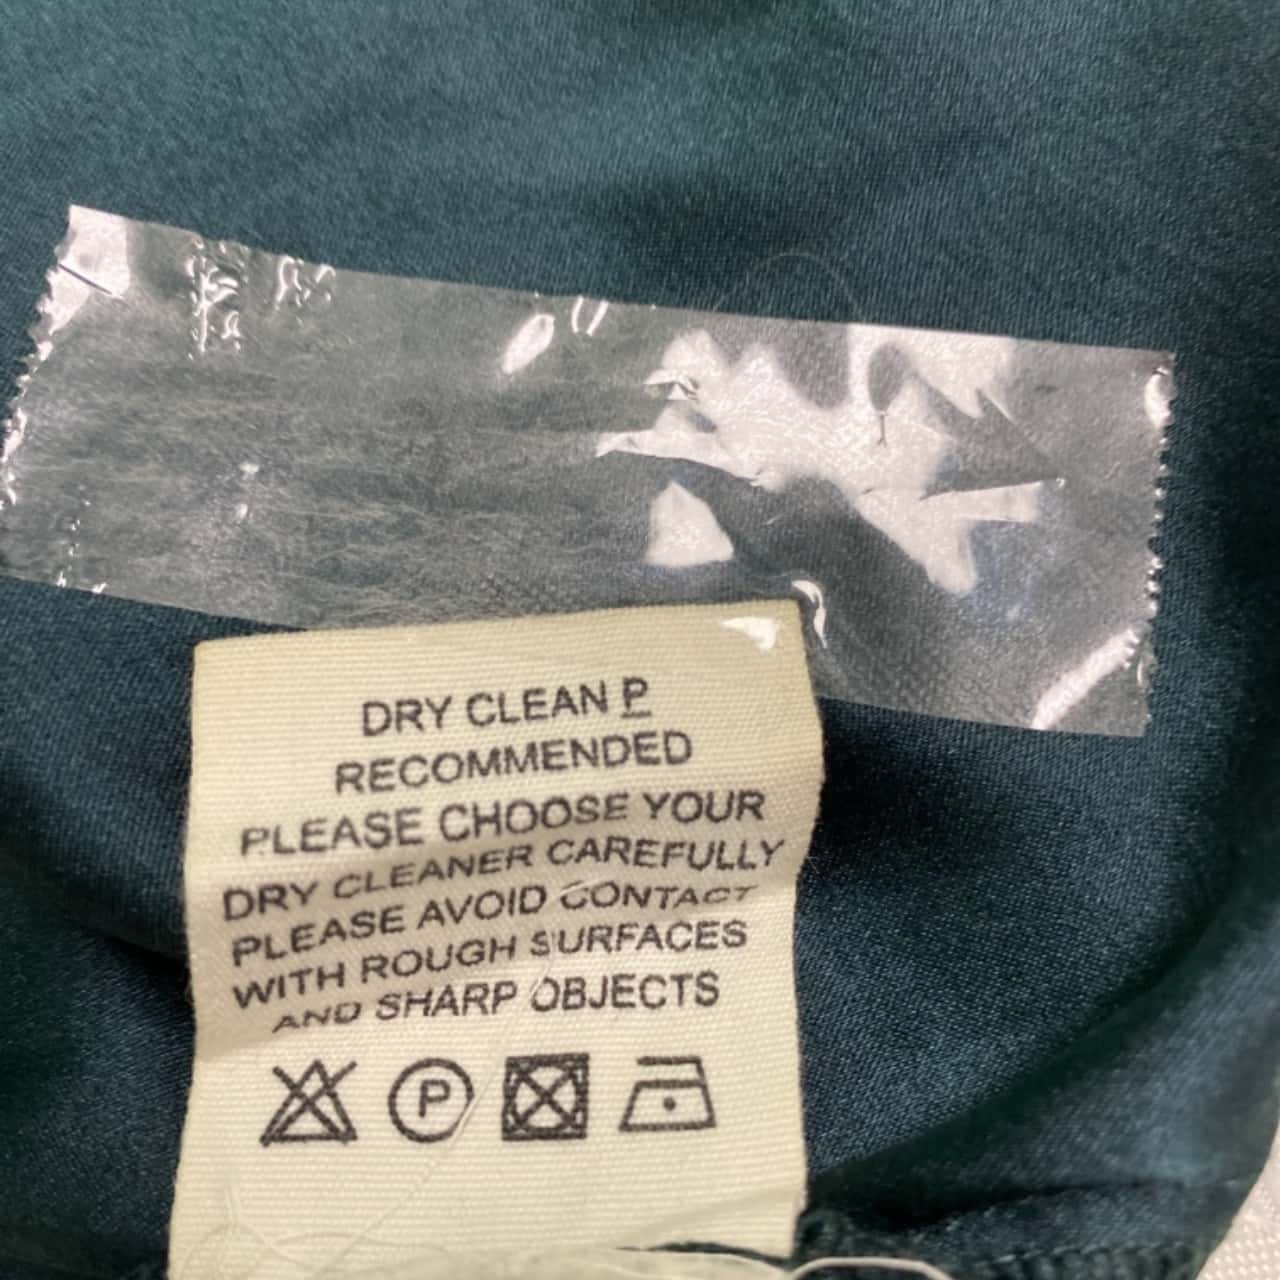 DRY CLEAN P
RECOMMENDED
PLEASE CHOOSE YOUR
DRY CLEANER CAREFULLY
PLEASE AVOID CONTACT
WITH ROUGH SURFACES
AND SHARP OBJECTS
P